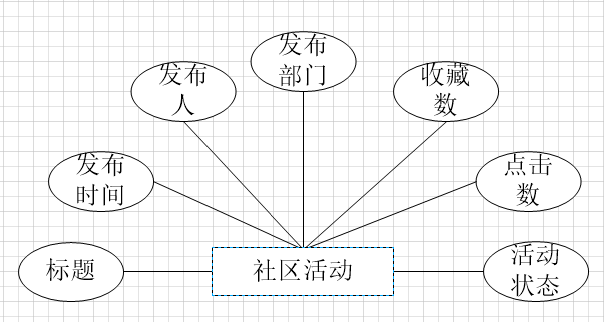 发布
部门
发布
人
收藏
数
发布
时间
点击
数
标题
社区活动
活动
状态